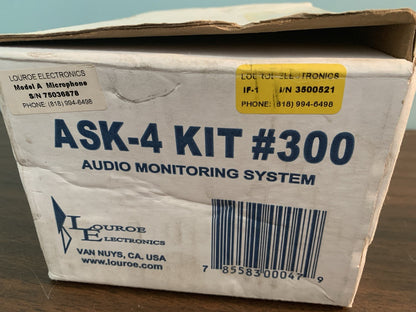 LOUROE ELECTRONICS
Model A Microphone
S/N 75036878
PHONE: (818) 994-6498
LOUROE ELECTRONICS
IF-1 S/N 3500521
PHONE: (818) 994-6498
ASK-4 KIT #300
AUDIO MONITORING SYSTEM
LOUROE
ELECTRONICS
VAN NUYS, CA, USA
www.louroe.com
7 85583 00047 9